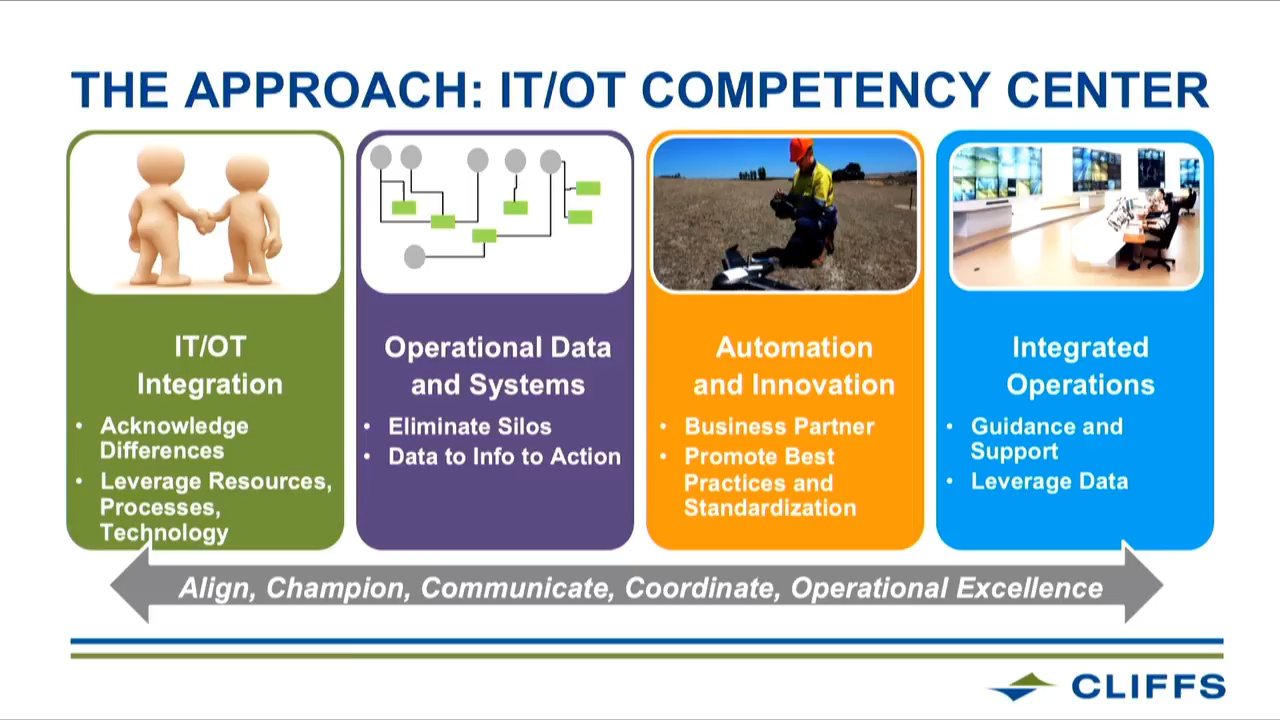 THE APPROACH: IT/OT COMPETENCY CENTER
IT/OT
Integration
• Acknowledge
Differences
• Leverage Resources,
Processes,
Technology
Operational Data
and Systems
• Eliminate Silos
• Data to Info to Action
Automation
and Innovation
• Business Partner
• Promote Best
Practices and
Standardization
Integrated
Operations
• Guidance and
Support
• Leverage Data
Align, Champion, Communicate, Coordinate, Operational Excellence
CLIFFS